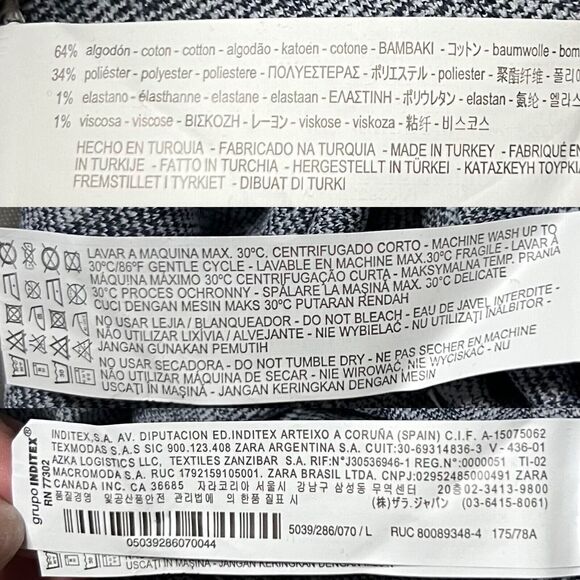 64% algodón - coton - cotton - algodão - katoen - cotone - BAMBAKI - コットン - baumwolle - bom
34% poliéster - polyester - poliestere - ΠΟΛΥΕΣΤΕΡΑΣ - ポリエステル - poliester - 聚酯纤维 - 폴리
1% elastano - élasthanne - elastane - elastaan - ΕΛΑΣΤΙΝΗ - ポリウレタン - elastan - 氨纶 - 엘리스
1% viscosa - viscose - ΒΙΣΚΟΖΗ - レーヨン - viskose - viskoza - 粘纤 - 비스코스
HECHO EN TURQUIA - FABRICADO NA TURQUIA - MADE IN TURKEY - FABRIQUÉ EN
IN TURKIJE - FATTO IN TURCHIA - HERGESTELLT IN TÜRKEI - ΚΑΤΑΣΚΕΥΗ ΤΟΥΡΚΙΑ
FREMSTILLET I TYRKIET - DIBUAT DI TURKI
LAVAR A MAQUINA MAX. 30ºC. CENTRIFUGADO CORTO - MACHINE WASH UP TO
30ºC/86ºF GENTLE CYCLE - LAVABLE EN MACHINE MAX.30ºC FRAGILE - LAVAR À
MÁQUINA MÁXIMO 30ºC CENTRIFUGAÇÃO CURTA - MAKSYMALNA TEMP. PRANIA
30ºC PROCES OCHRONNY - SPĂLARE LA MAŞINĂ MAX. 30ºC DELICATE
CUCI DENGAN MESIN MAKS 30ºC PUTARAN RENDAH
NO USAR LEJIA / BLANQUEADOR - DO NOT BLEACH - EAU DE JAVEL INTERDITE -
NÃO UTILIZAR LIXÍVIA / ALVEJANTE - NIE WYBIELAĆ - NU UTILIZAŢI ÎNĂLBITOR -
JANGAN GUNAKAN PEMUTIH
NO USAR SECADORA - DO NOT TUMBLE DRY - NE PAS SECHER EN MACHINE
NÃO UTILIZAR MÁQUINA DE SECAR - NIE WIROWAĆ, NIE WYCISKAĆ - NU
USCAŢI IN MAŞINĂ - JANGAN KERINGKAN DENGAN MESIN
grupo INDITEX
RN 77302
INDITEX,S.A. AV. DIPUTACION ED.INDITEX ARTEIXO A CORUÑA (SPAIN) C.I.F. A-15075062
TEXMODAS S.A.S SIC 900.123.408 ZARA ARGENTINA S.A. CUIT:30-69314836-3 V-436-01
AZKA LOGISTICS LLC, TEXTILES ZANZIBAR S.A. RIF:N°J30536946-1 REG.N°:0000051 TI-02
MACROMODA S.A. RUC 1792159105001. ZARA BRASIL LTDA. CNPJ:02952485000491 ZARA
CANADA INC. CA 36685 자라코리아 서울시 강남구 삼성동 무역센터 20층 02-3413-9800
품질경영 및공산품안전 관리법에 의한품질 표시 (株)ザラ.ジャパン (03-6415-8061)
5039/286/070 / L RUC 80089348-4 175/78A
05039286070044